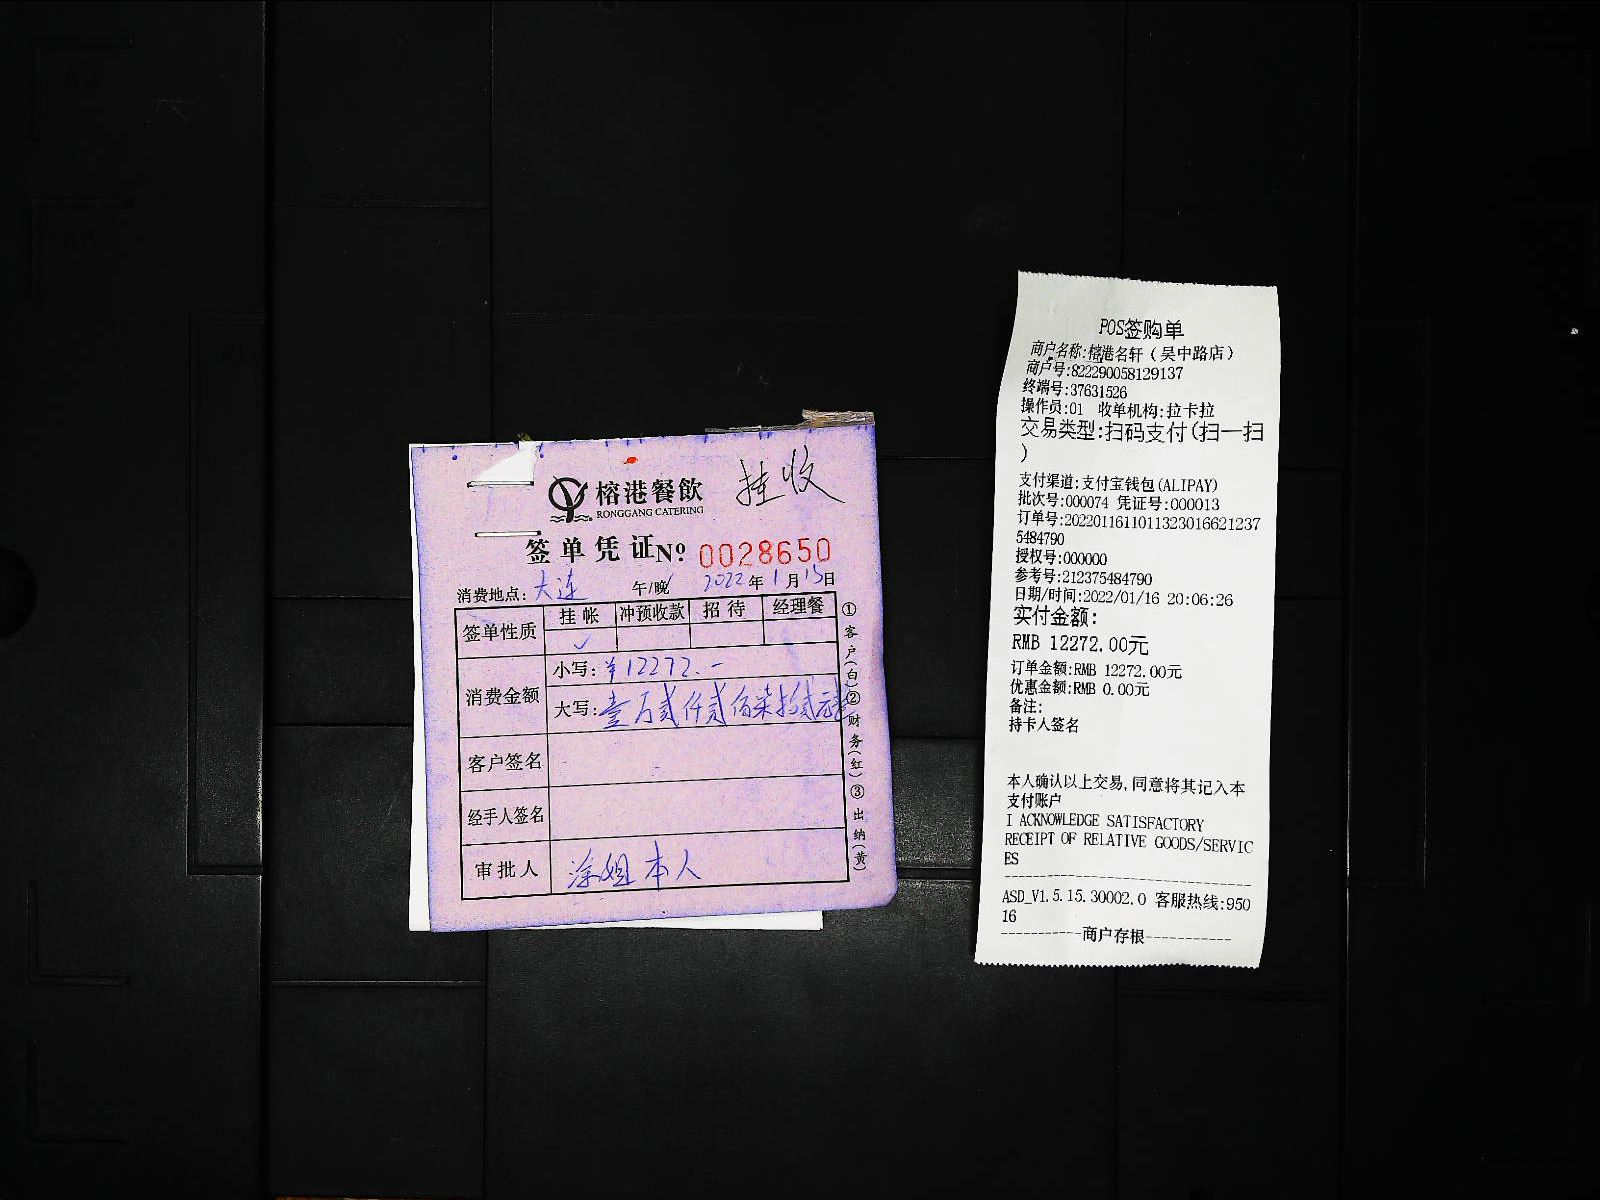 挂收
榕港餐飲
RONGGANG CATERING
签单凭证№ 0028650
消费地点: 大连 午/晚 2022年1月15日
签单性质 挂帐 冲预收款 招待 经理餐
✓
消费金额 小写: ¥12272.-
大写: 壹万贰仟贰佰柒拾贰元整
客户签名
经手人签名
审批人 涂姐本人
①客户(白)②财务(红)③出纳(黄)
POS签购单
商户名称:榕港名轩(吴中路店)
商户号:822290058129137
终端号:37631526
操作员:01 收单机构:拉卡拉
交易类型:扫码支付(扫一扫
)
支付渠道:支付宝钱包(ALIPAY)
批次号:000074 凭证号:000013
订单号:2022011611011323016621237
5484790
授权号:000000
参考号:212375484790
日期/时间:2022/01/16 20:06:26
实付金额:
RMB 12272.00元
订单金额:RMB 12272.00元
优惠金额:RMB 0.00元
备注:
持卡人签名
本人确认以上交易,同意将其记入本
支付账户
I ACKNOWLEDGE SATISFACTORY
RECEIPT OF RELATIVE GOODS/SERVIC
ES
ASD_V1.5.15.30002.0 客服热线:950
16
-----------商户存根-----------